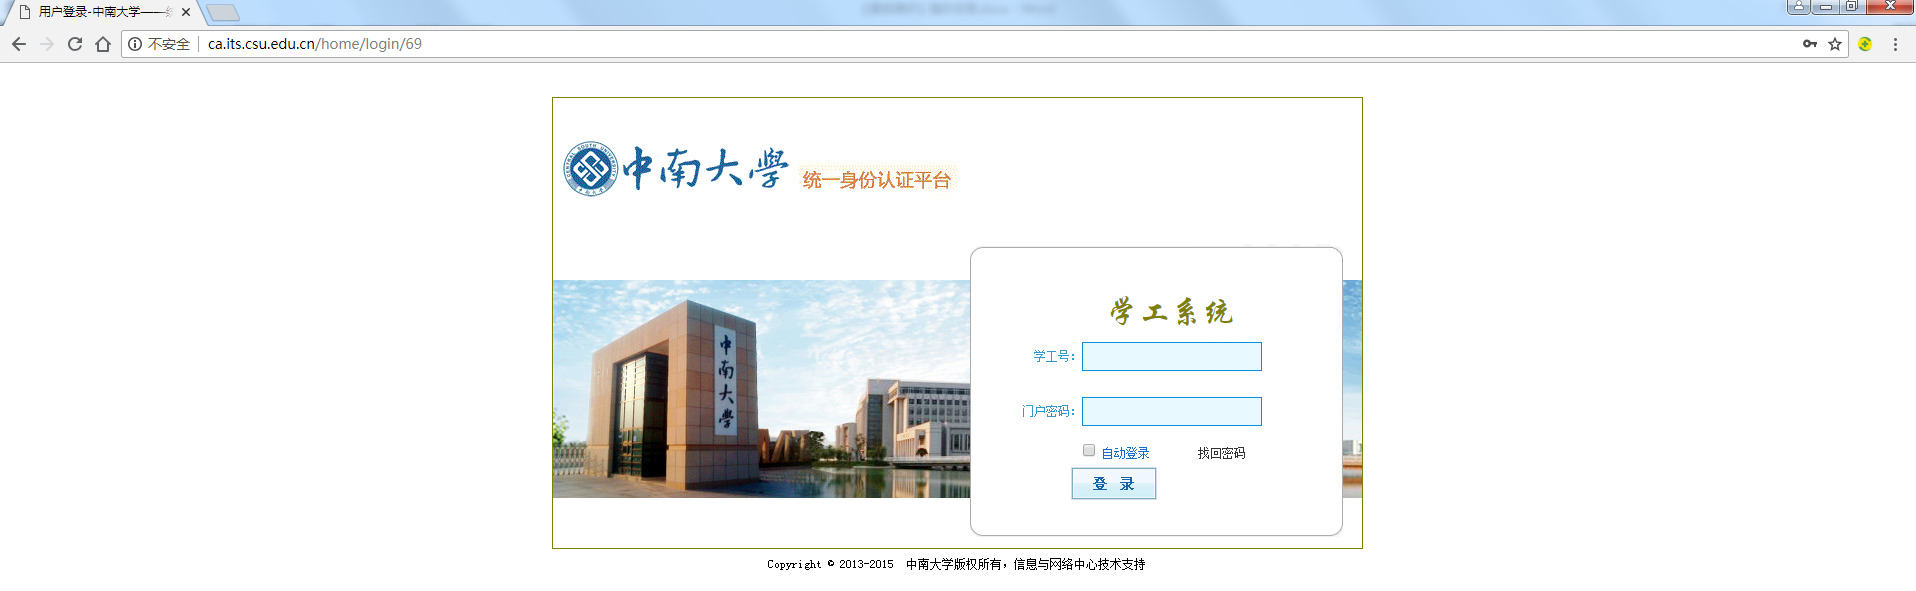 用户登录-中南大学——
不安全 ca.its.csu.edu.cn/home/login/69
CENTRAL SOUTH UNIVERSITY
中南大學 统一身份认证平台
中南大學
学工系统
学工号：
门户密码：
自动登录 找回密码
登 录
Copyright © 2013-2015 中南大学版权所有，信息与网络中心技术支持